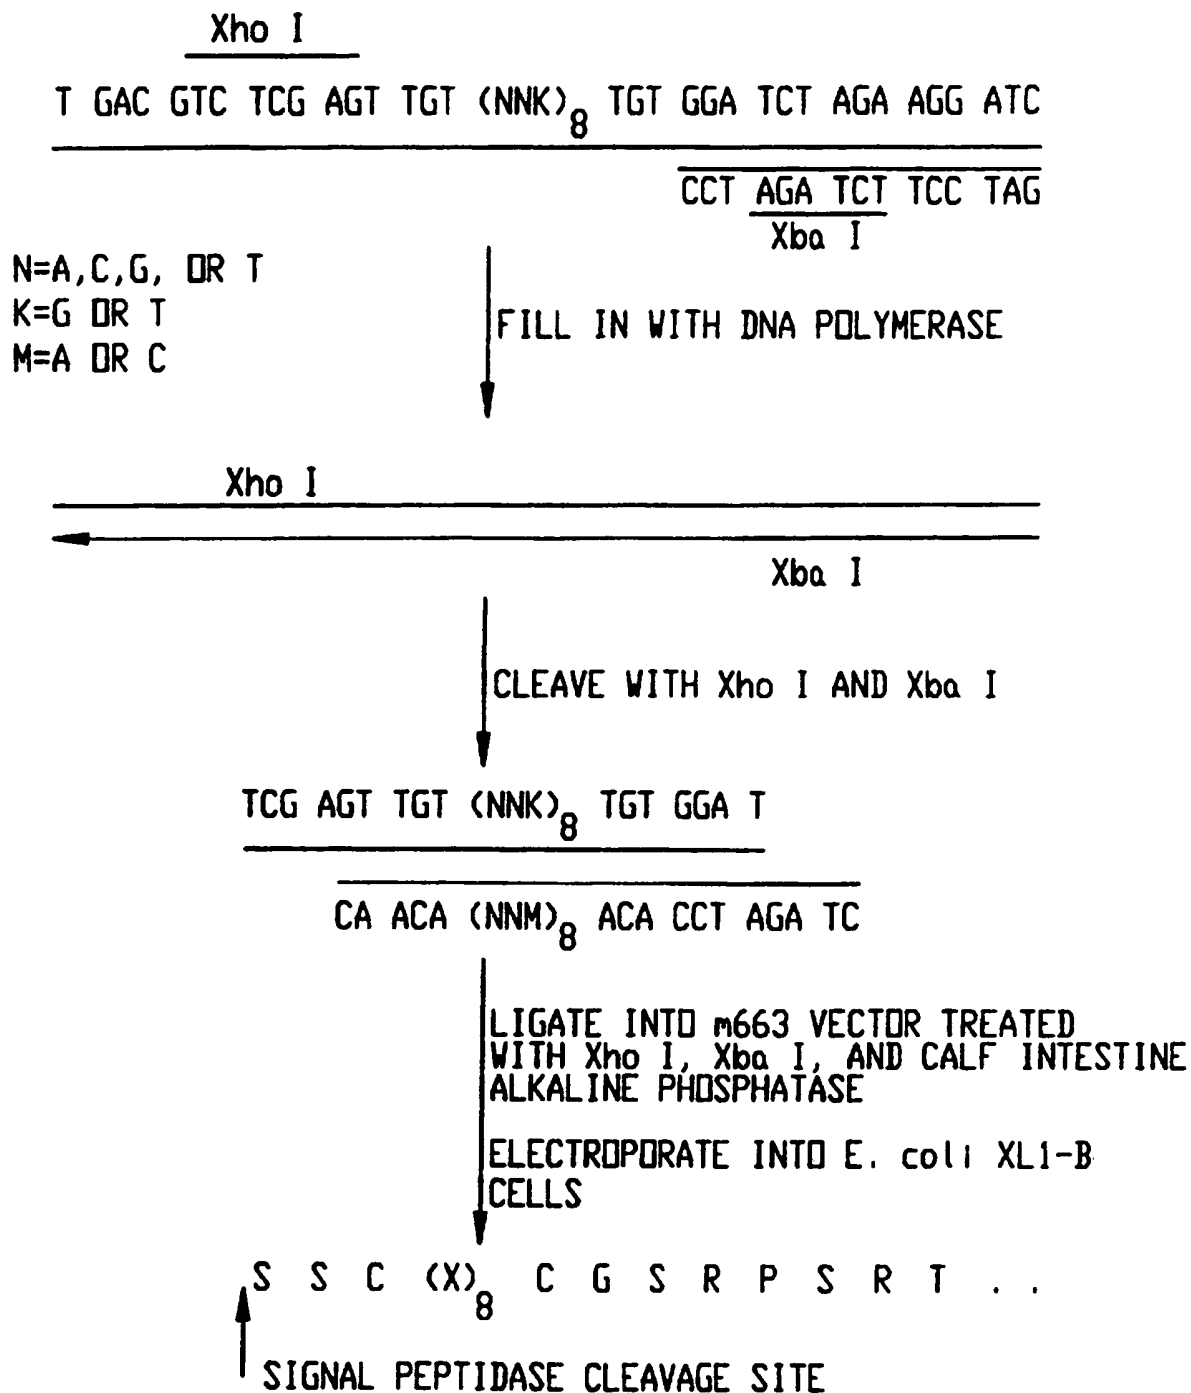 Xho I
T GAC GTC TCG AGT TGT (NNK)8 TGT GGA TCT AGA AGG ATC
CCT AGA TCT TCC TAG
Xba I
N=A,C,G, OR T
K=G OR T
M=A OR C
FILL IN WITH DNA POLYMERASE
Xho I
Xba I
CLEAVE WITH Xho I AND Xba I
TCG AGT TGT (NNK)8 TGT GGA T
CA ACA (NNM)8 ACA CCT AGA TC
LIGATE INTO m663 VECTOR TREATED
WITH Xho I, Xba I, AND CALF INTESTINE
ALKALINE PHOSPHATASE
ELECTROPORATE INTO E. coli XL1-B
CELLS
S S C (X)8 C G S R P S R T . .
SIGNAL PEPTIDASE CLEAVAGE SITE